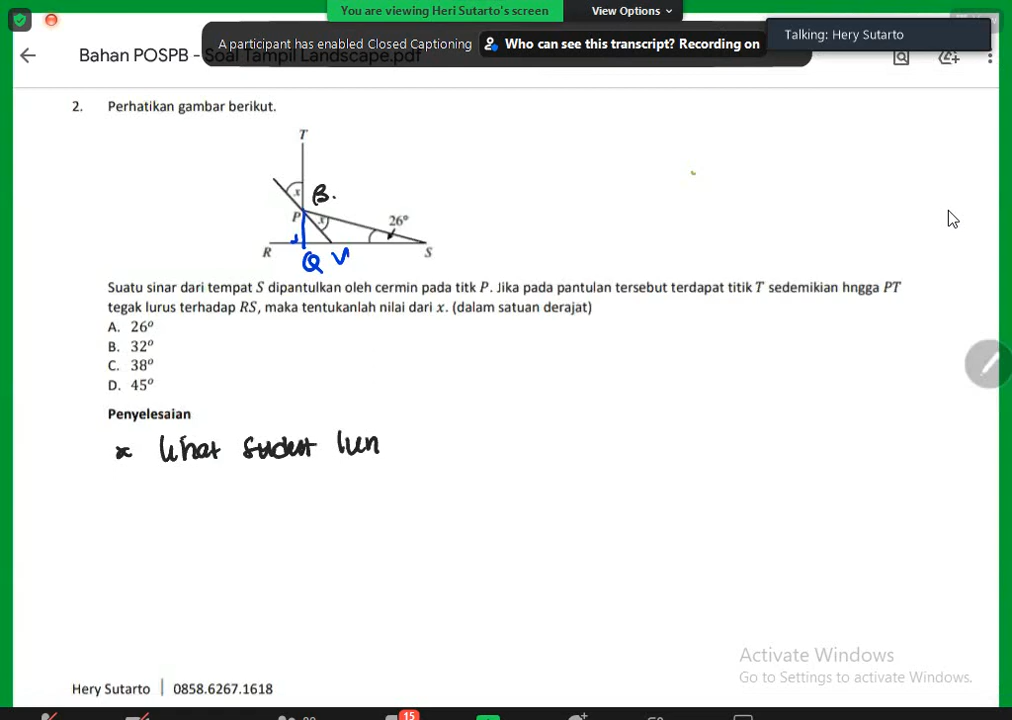 You are viewing Heri Sutarto's screen
View Options
A participant has enabled Closed Captioning
Who can see this transcript? Recording on
Talking: Hery Sutarto
Bahan POSPB - Soal Tampil Landscape.pdf
2. Perhatikan gambar berikut.
T
x
B.
P
x
26°
R
Q V
S
Suatu sinar dari tempat S dipantulkan oleh cermin pada titk P. Jika pada pantulan tersebut terdapat titik T sedemikian hngga PT
tegak lurus terhadap RS, maka tentukanlah nilai dari x. (dalam satuan derajat)
A. 26°
B. 32°
C. 38°
D. 45°
Penyelesaian
x lihat sudut
Activate Windows
Go to Settings to activate Windows.
Hery Sutarto | 0858.6267.1618
15